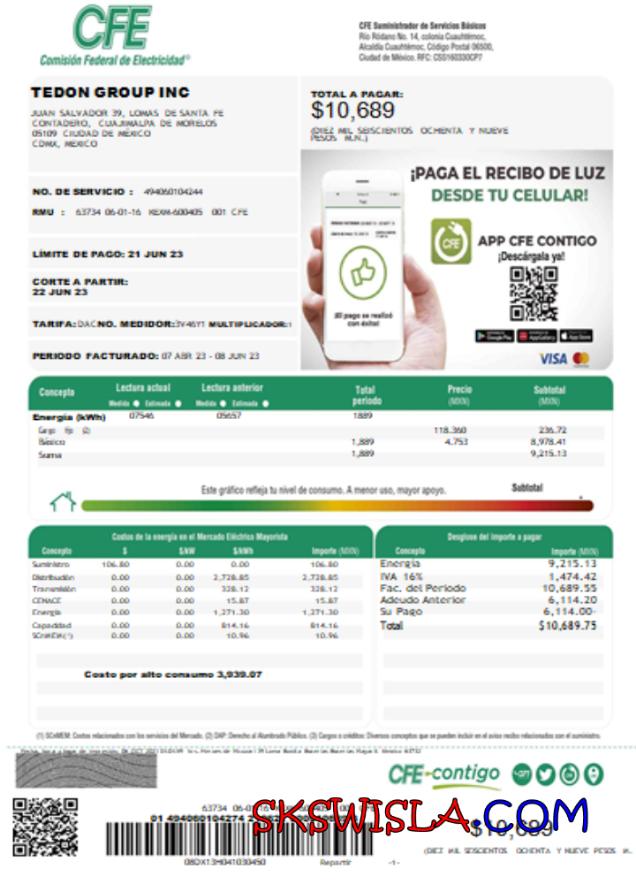 CFE
Comisión Federal de Electricidad®
CFE Suministrador de Servicios Básicos
Río Ródano No. 14, colonia Cuauhtémoc,
Alcaldía Cuauhtémoc, Código Postal 06500,
Ciudad de México. RFC: CSS160330CP7
TEDON GROUP INC
JUAN SALVADOR 39, LOMAS DE SANTA FE
CONTADERO, CUAJIMALPA DE MORELOS
05109 CIUDAD DE MÉXICO
CDMX, MEXICO
TOTAL A PAGAR:
$10,689
(DIEZ MIL SEISCIENTOS OCHENTA Y NUEVE
PESOS M.N.)
NO. DE SERVICIO : 494060104244
RMU : 63734 06-01-16 KEXM-600405 001 CFE
LÍMITE DE PAGO: 21 JUN 23
CORTE A PARTIR:
22 JUN 23
TARIFA:DAC NO. MEDIDOR:3V46Y1 MULTIPLICADOR:1
PERIODO FACTURADO: 07 ABR 23 - 08 JUN 23
¡PAGA EL RECIBO DE LUZ
DESDE TU CELULAR!
CFE
APP CFE CONTIGO
¡Descárgala ya!
¡El pago se realizó
con éxito!
Google Play AppGallery App Store
VISA
Concepto Lectura actual Lectura anterior Total periodo Precio (MXN) Subtotal (MXN)
Medida Estimada Medida Estimada
Energía (kWh) 07546 05657 1889
Cargo fijo (2) 118.360 236.72
Básico 1,889 4.753 8,978.41
Suma 1,889 9,215.13
Este gráfico refleja tu nivel de consumo. A menor uso, mayor apoyo.
Subtotal
Costos de la energía en el Mercado Eléctrico Mayorista
Concepto $ $/kW $/kWh Importe (MXN)
Suministro 106.80 0.00 0.00 106.80
Distribución 0.00 0.00 2,728.85 2,728.85
Transmisión 0.00 0.00 328.12 328.12
CENACE 0.00 0.00 15.87 15.87
Energía 0.00 0.00 1,271.30 1,271.30
Capacidad 0.00 0.00 814.16 814.16
SCnMEM(1) 0.00 0.00 10.96 10.96
Costo por alto consumo 3,939.07
Desglose del importe a pagar
Concepto Importe (MXN)
Energía 9,215.13
IVA 16% 1,474.42
Fac. del Periodo 10,689.55
Adeudo Anterior 6,114.20
Su Pago 6,114.00-
Total $10,689.75
(1) SCnMEM: Costos relacionados con los servicios del Mercado. (2) DAP: Derecho al Alumbrado Público. (3) Cargos o créditos: Diversos conceptos que se pueden incluir en el aviso recibo relacionados con el suministro.
CFE-contigo
63734 06-01-16
01 494060104274
SKSWISLA.COM
$10,689
08DX13H041030450 Repartir -1-
(DIEZ MIL SEISCIENTOS OCHENTA Y NUEVE PESOS M..